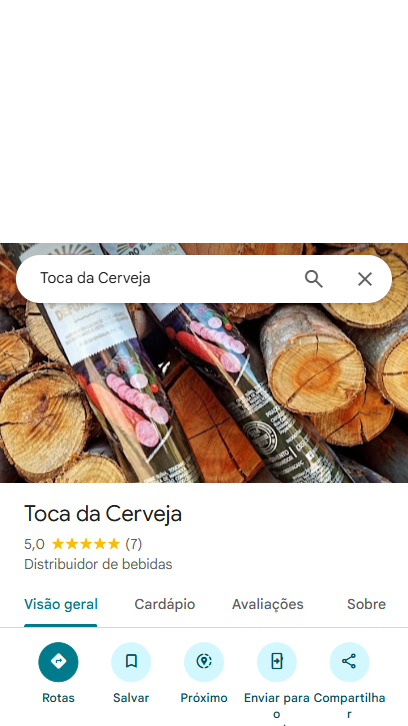 Toca da Cerveja
Toca da Cerveja
5,0 (7)
Distribuidor de bebidas
Visão geral Cardápio Avaliações Sobre
Rotas Salvar Próximo Enviar para o Compartilhar